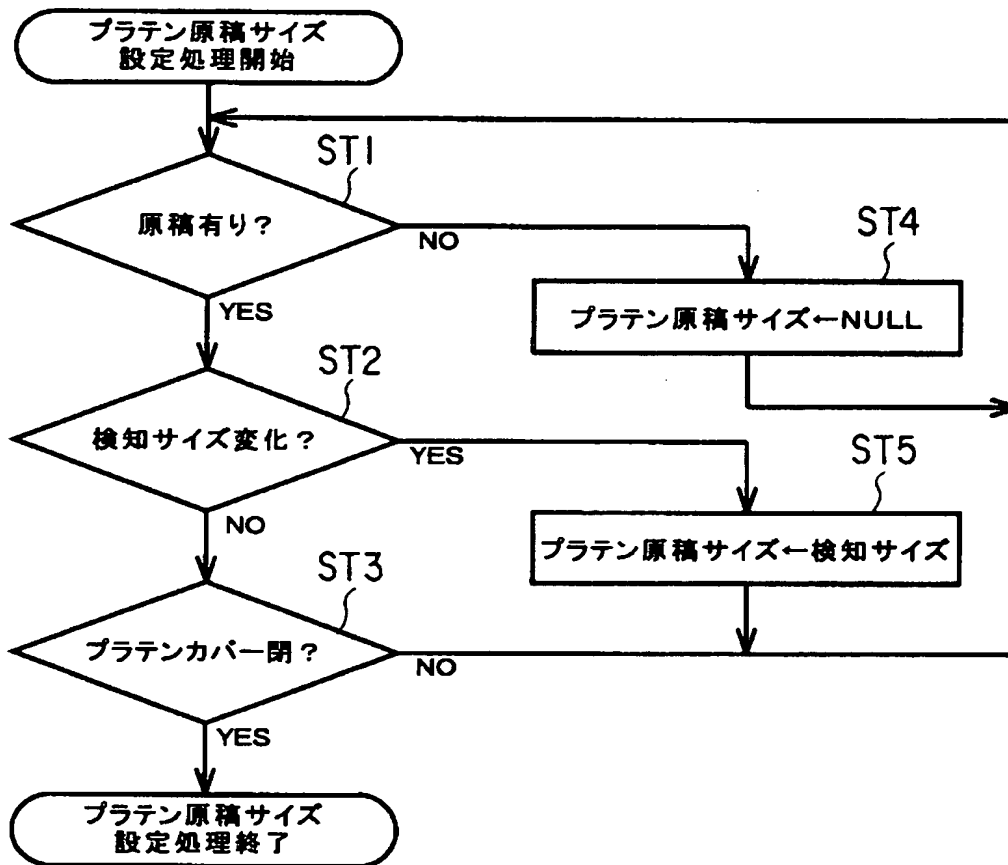 プラテン原稿サイズ
設定処理開始
ST1
原稿有り？
NO
YES
ST4
プラテン原稿サイズ←NULL
ST2
検知サイズ変化？
YES
NO
ST5
プラテン原稿サイズ←検知サイズ
ST3
プラテンカバー閉？
NO
YES
プラテン原稿サイズ
設定処理終了